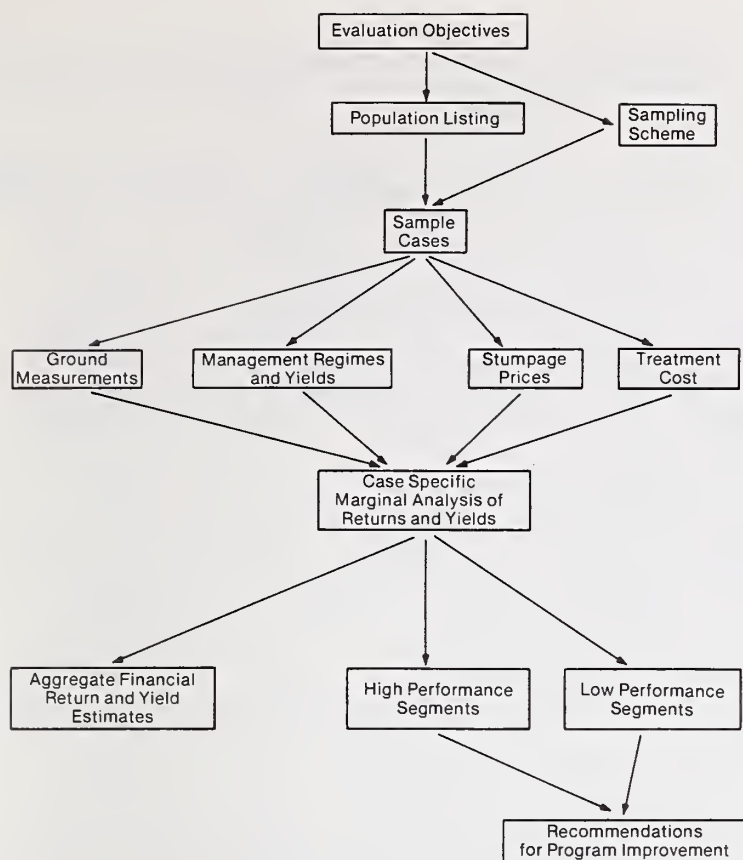 Evaluation Objectives
Population Listing
Sampling
Scheme
Sample
Cases
Ground
Measurements
Management Regimes
and Yields
Stumpage
Prices
Treatment
Cost
Case Specific
Marginal Analysis of
Returns and Yields
Aggregate Financial
Return and Yield
Estimates
High Performance
Segments
Low Performance
Segments
Recommendations
for Program Improvement